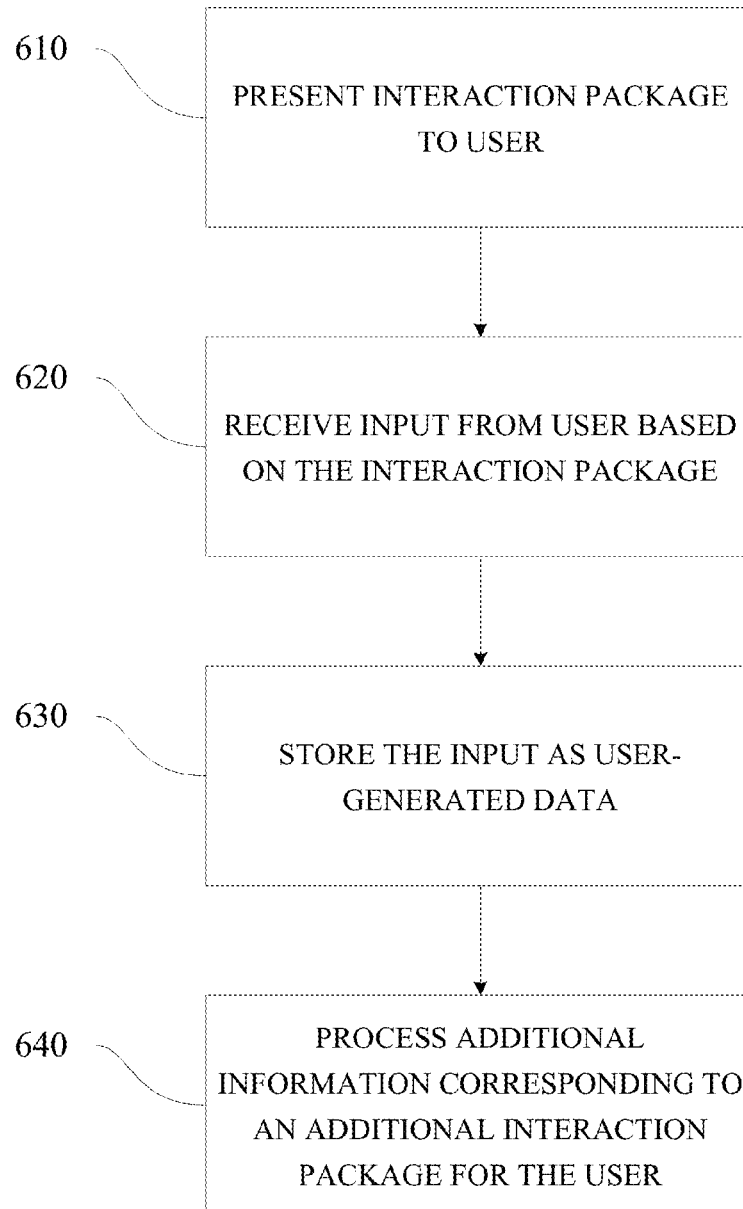 610
PRESENT INTERACTION PACKAGE
TO USER
620
RECEIVE INPUT FROM USER BASED
ON THE INTERACTION PACKAGE
630
STORE THE INPUT AS USER-
GENERATED DATA
640
PROCESS ADDITIONAL
INFORMATION CORRESPONDING TO
AN ADDITIONAL INTERACTION
PACKAGE FOR THE USER